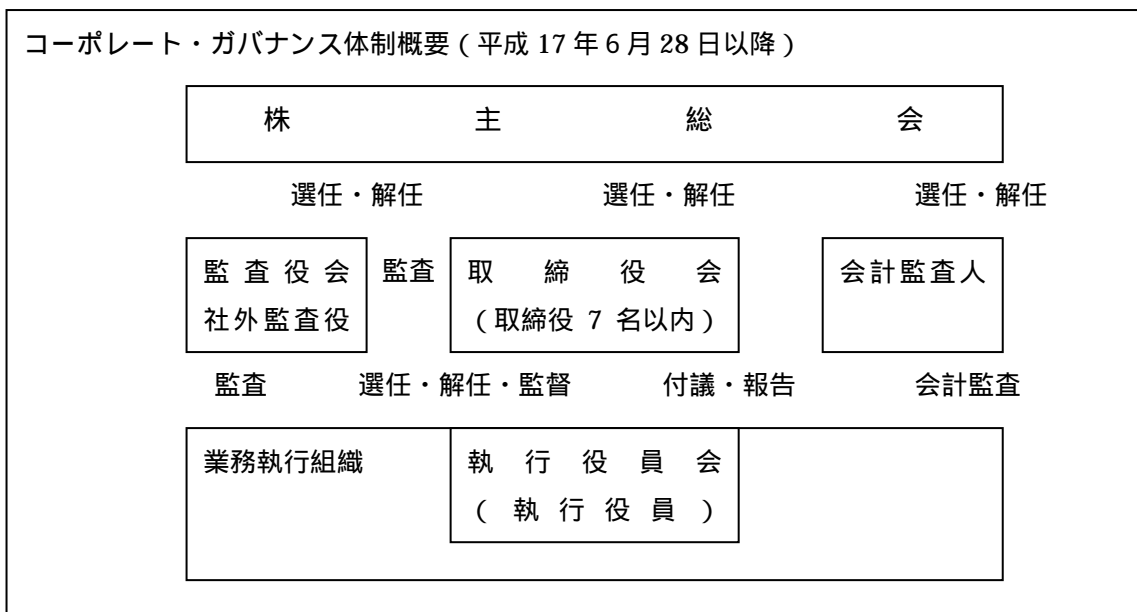 コーポレート・ガバナンス体制概要(平成 17 年6月 28 日以降)
株 主 総 会
選任・解任 選任・解任 選任・解任
監査役会 監査 取締役会 会計監査人
社外監査役 (取締役 7 名以内)
監査 選任・解任・監督 付議・報告 会計監査
業務執行組織 執行役員会
(執行役員)